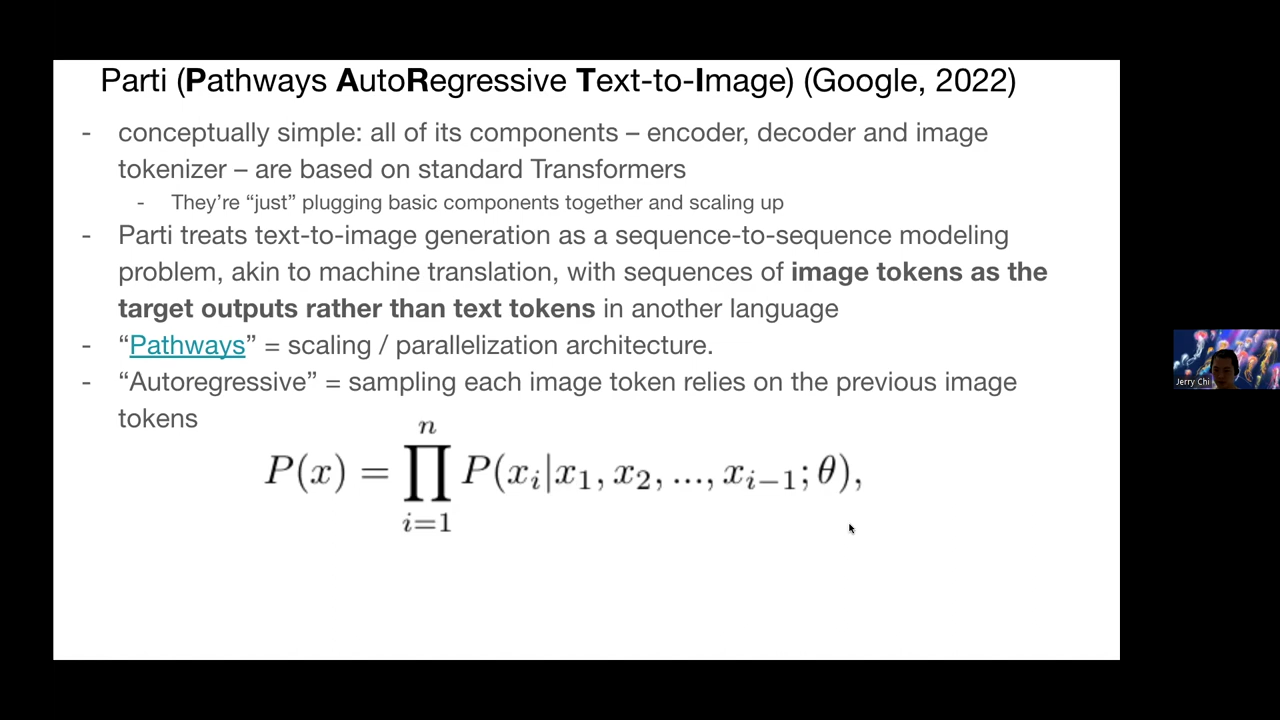 Parti (Pathways AutoRegressive Text-to-Image) (Google, 2022)
- conceptually simple: all of its components – encoder, decoder and image
tokenizer – are based on standard Transformers
- They're “just” plugging basic components together and scaling up
- Parti treats text-to-image generation as a sequence-to-sequence modeling
problem, akin to machine translation, with sequences of image tokens as the
target outputs rather than text tokens in another language
- “Pathways” = scaling / parallelization architecture.
- “Autoregressive” = sampling each image token relies on the previous image
tokens
P(x) = ∏_{i=1}^{n} P(x_i|x_1, x_2, ..., x_{i−1}; θ),
Jerry Chi